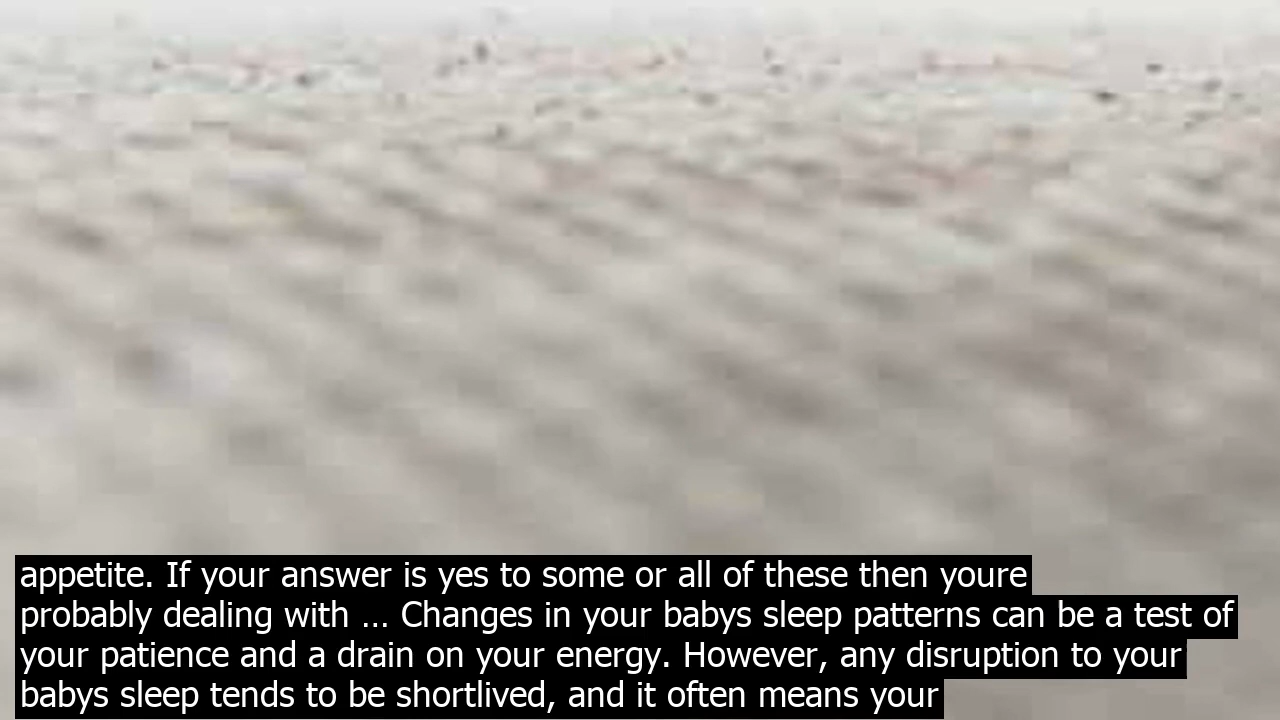 appetite. If your answer is yes to some or all of these then youre
probably dealing with ... Changes in your babys sleep patterns can be a test of
your patience and a drain on your energy. However, any disruption to your
babys sleep tends to be shortlived, and it often means your